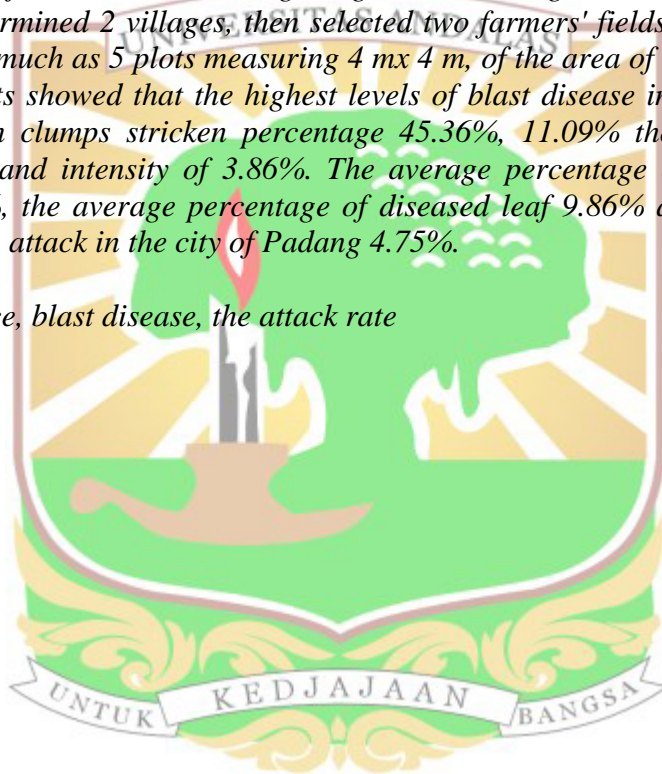 ermined 2 villages, then selected two farmers' fields
UNIVERSITAS ANDALAS
much as 5 plots measuring 4 mx 4 m, of the area of
ts showed that the highest levels of blast disease in
clumps stricken percentage 45.36%, 11.09% the
and intensity of 3.86%. The average percentage
, the average percentage of diseased leaf 9.86%
attack in the city of Padang 4.75%.
e, blast disease, the attack rate
UNTUK KEDJAJAAN BANGSA